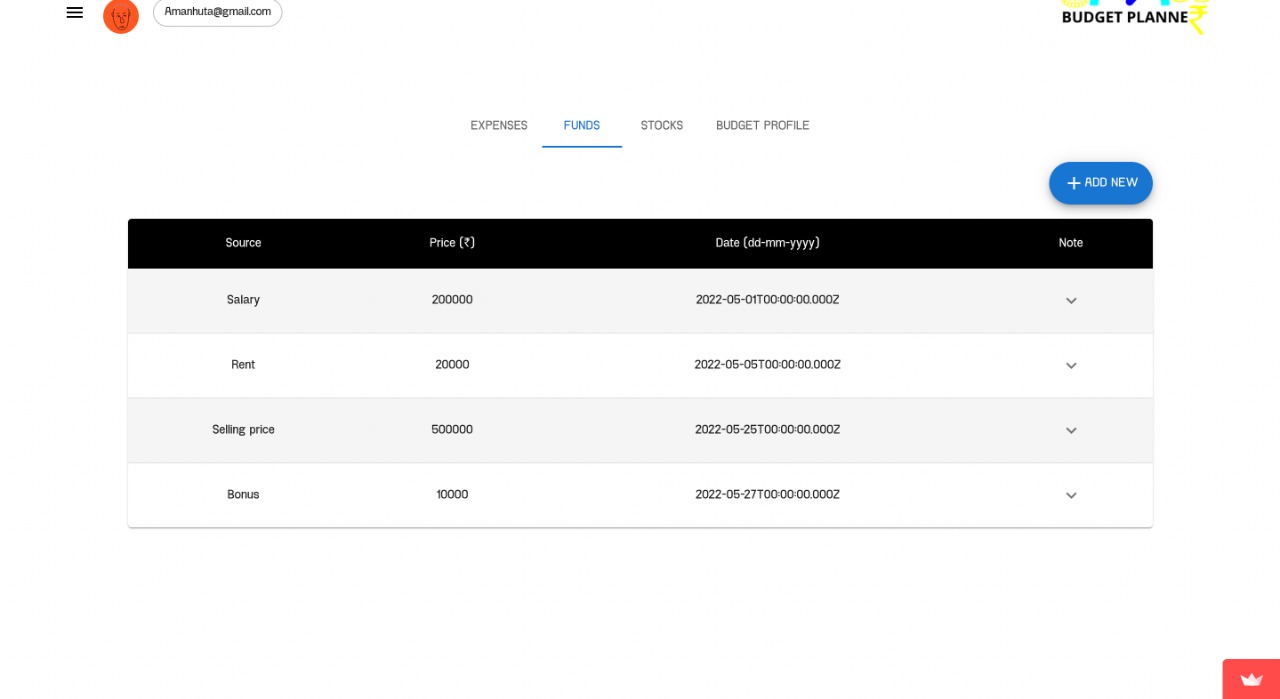 Amanhuta@gmail.com
BUDGET PLANNE₹
EXPENSES FUNDS STOCKS BUDGET PROFILE
+ ADD NEW
Source Price (₹) Date (dd-mm-yyyy) Note
Salary 200000 2022-05-01T00:00:00.000Z
Rent 20000 2022-05-05T00:00:00.000Z
Selling price 500000 2022-05-25T00:00:00.000Z
Bonus 10000 2022-05-27T00:00:00.000Z